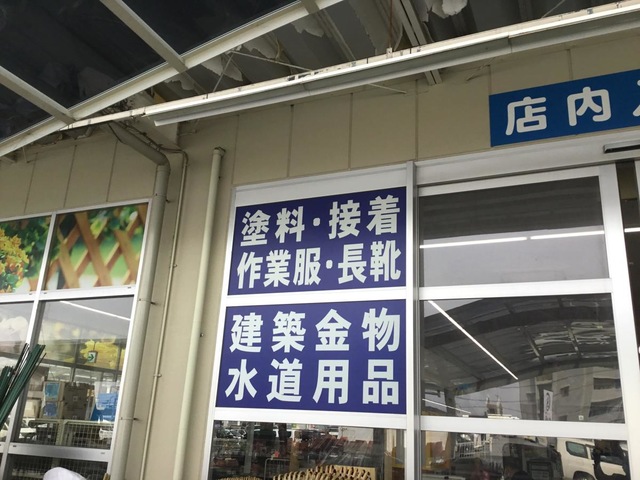 店内
塗料・接着
作業服・長靴
建築金物
水道用品